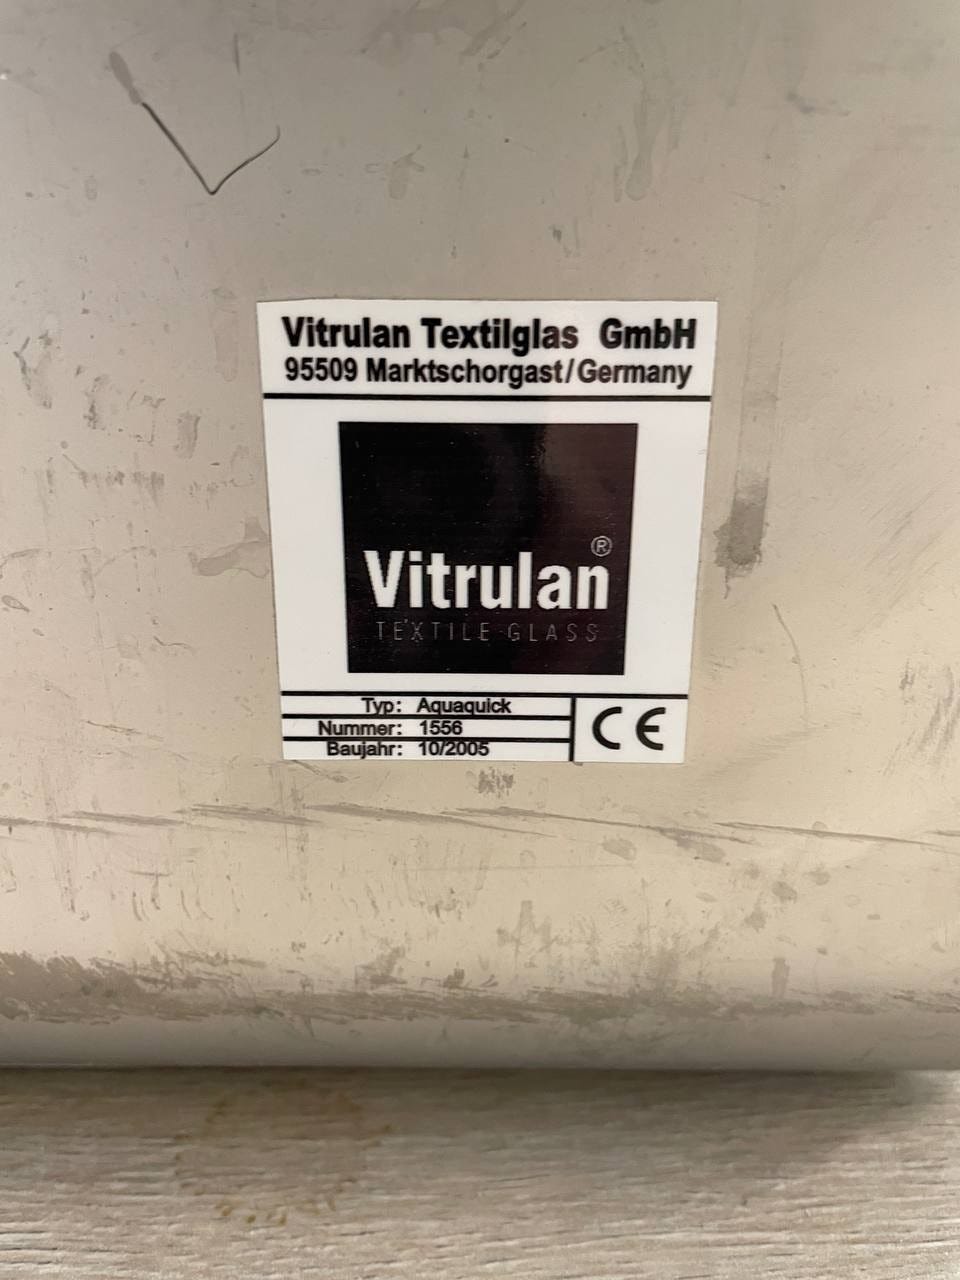 Vitrulan Textilglas GmbH
95509 Marktschorgast/Germany
Vitrulan®
TEXTILE GLASS
Typ: Aquaquick
Nummer: 1556
Baujahr: 10/2005
CE